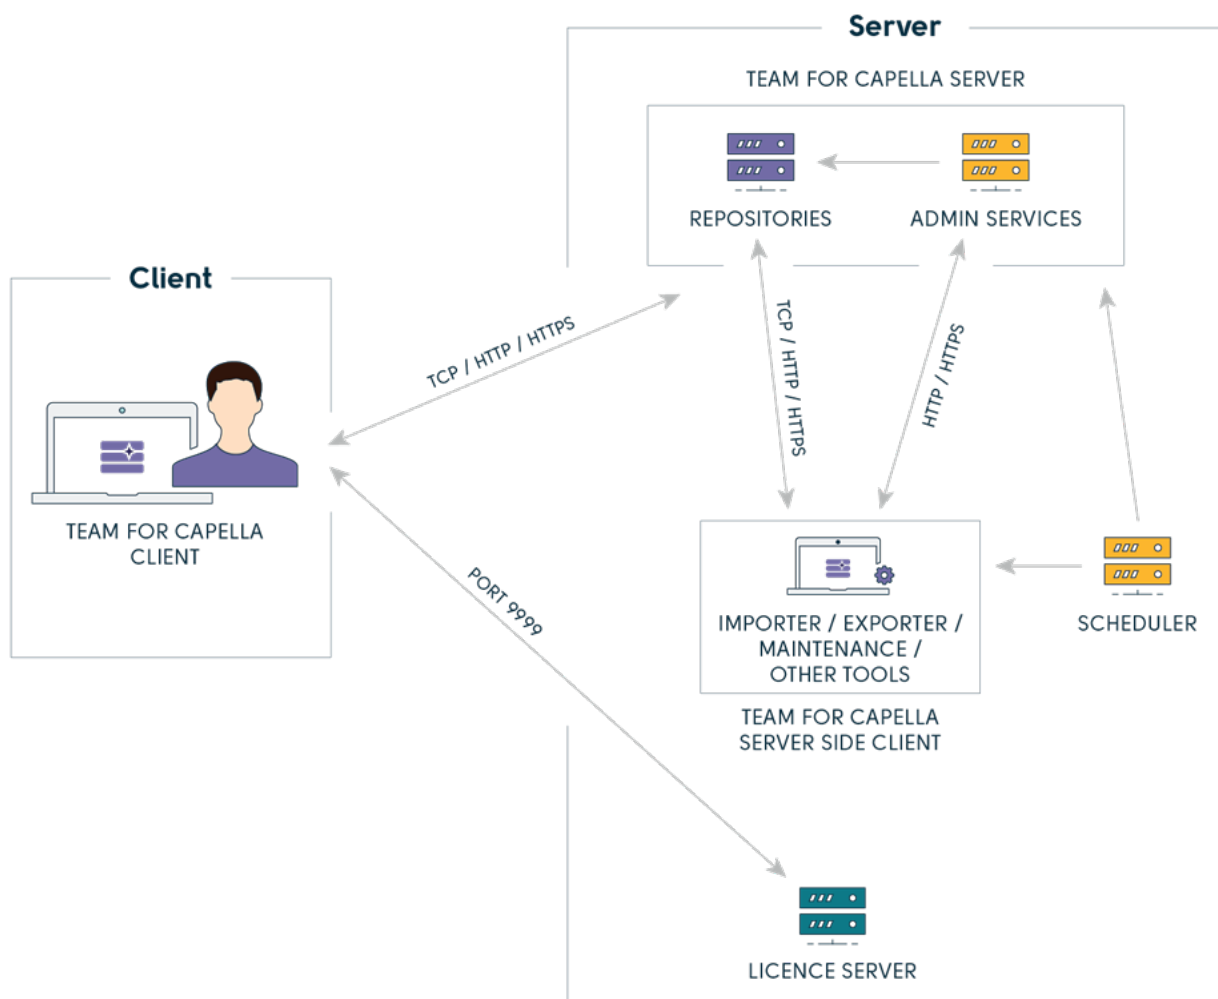 Server
TEAM FOR CAPELLA SERVER
REPOSITORIES
ADMIN SERVICES
Client
TEAM FOR CAPELLA
CLIENT
TCP / HTTP / HTTPS
TCP / HTTP / HTTPS
HTTP / HTTPS
PORT 9999
IMPORTER / EXPORTER /
MAINTENANCE /
OTHER TOOLS
TEAM FOR CAPELLA
SERVER SIDE CLIENT
SCHEDULER
LICENCE SERVER